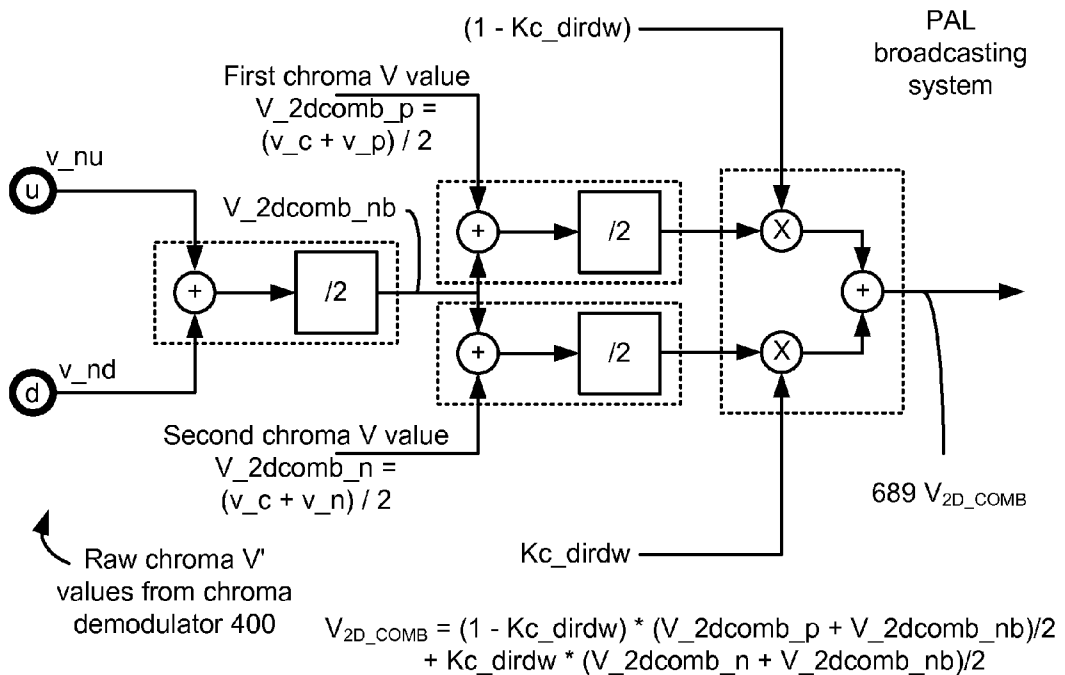 (1 - Kc_dirdw)
PAL
broadcasting
system
First chroma V value
V_2dcomb_p =
(v_c + v_p) / 2
v_nu
u
V_2dcomb_nb
+
/2
X
+
/2
+
+
/2
X
v_nd
d
Second chroma V value
V_2dcomb_n =
(v_c + v_n) / 2
689 V2D_COMB
Raw chroma V'
values from chroma
demodulator 400
Kc_dirdw
V2D_COMB = (1 - Kc_dirdw) * (V_2dcomb_p + V_2dcomb_nb)/2
+ Kc_dirdw * (V_2dcomb_n + V_2dcomb_nb)/2